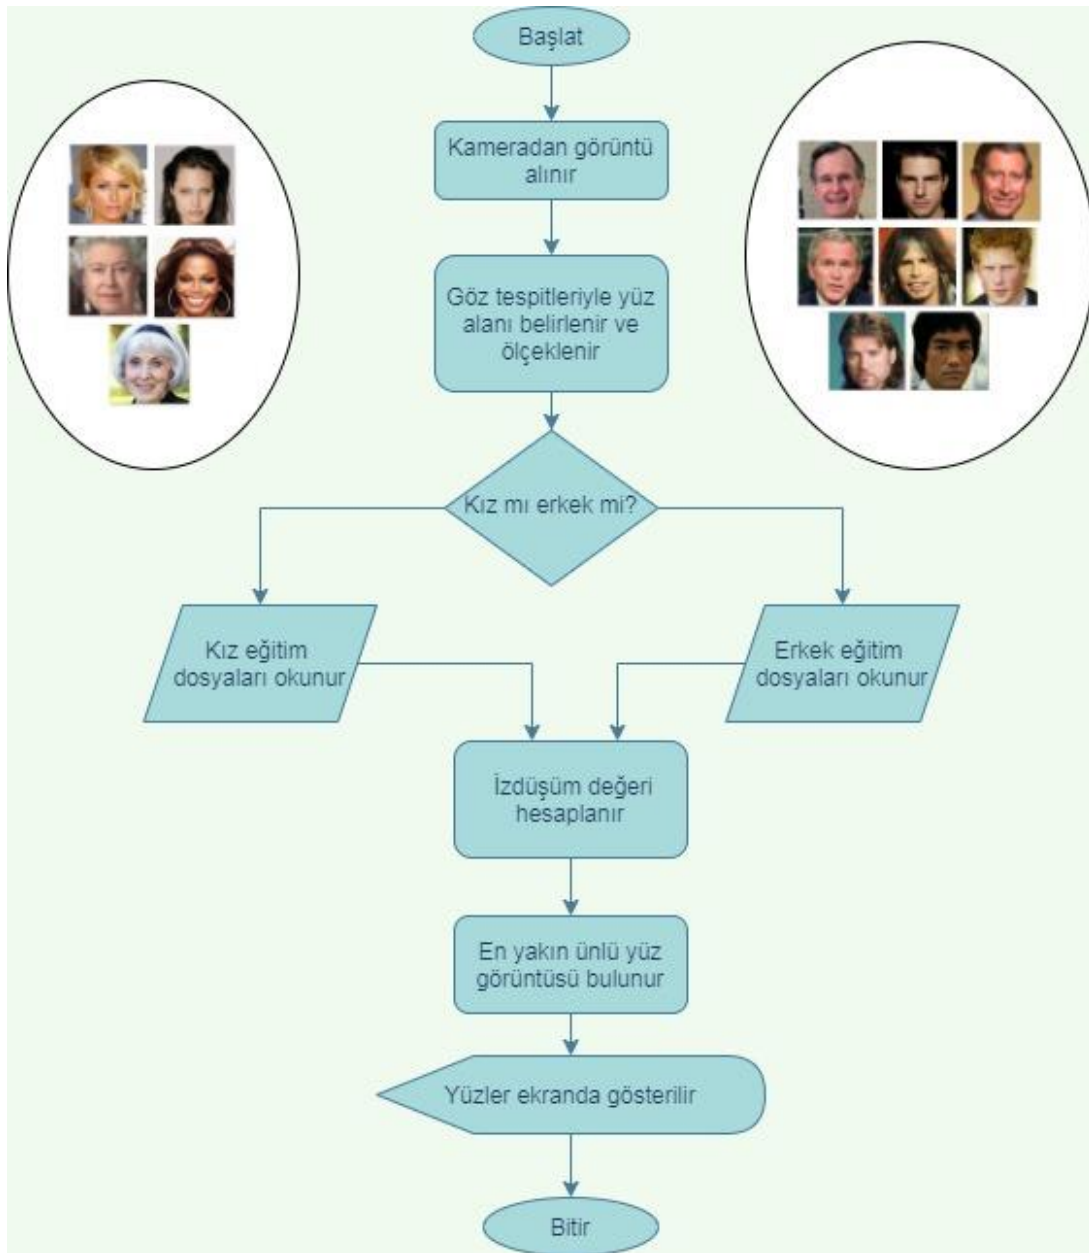 Başlat
Kameradan görüntü
alınır
Göz tespitleriyle yüz
alanı belirlenir ve
ölçeklenir
Kız mı erkek mi?
Kız eğitim
dosyaları okunur
Erkek eğitim
dosyaları okunur
İzdüşüm değeri
hesaplanır
En yakın ünlü yüz
görüntüsü bulunur
Yüzler ekranda gösterilir
Bitir